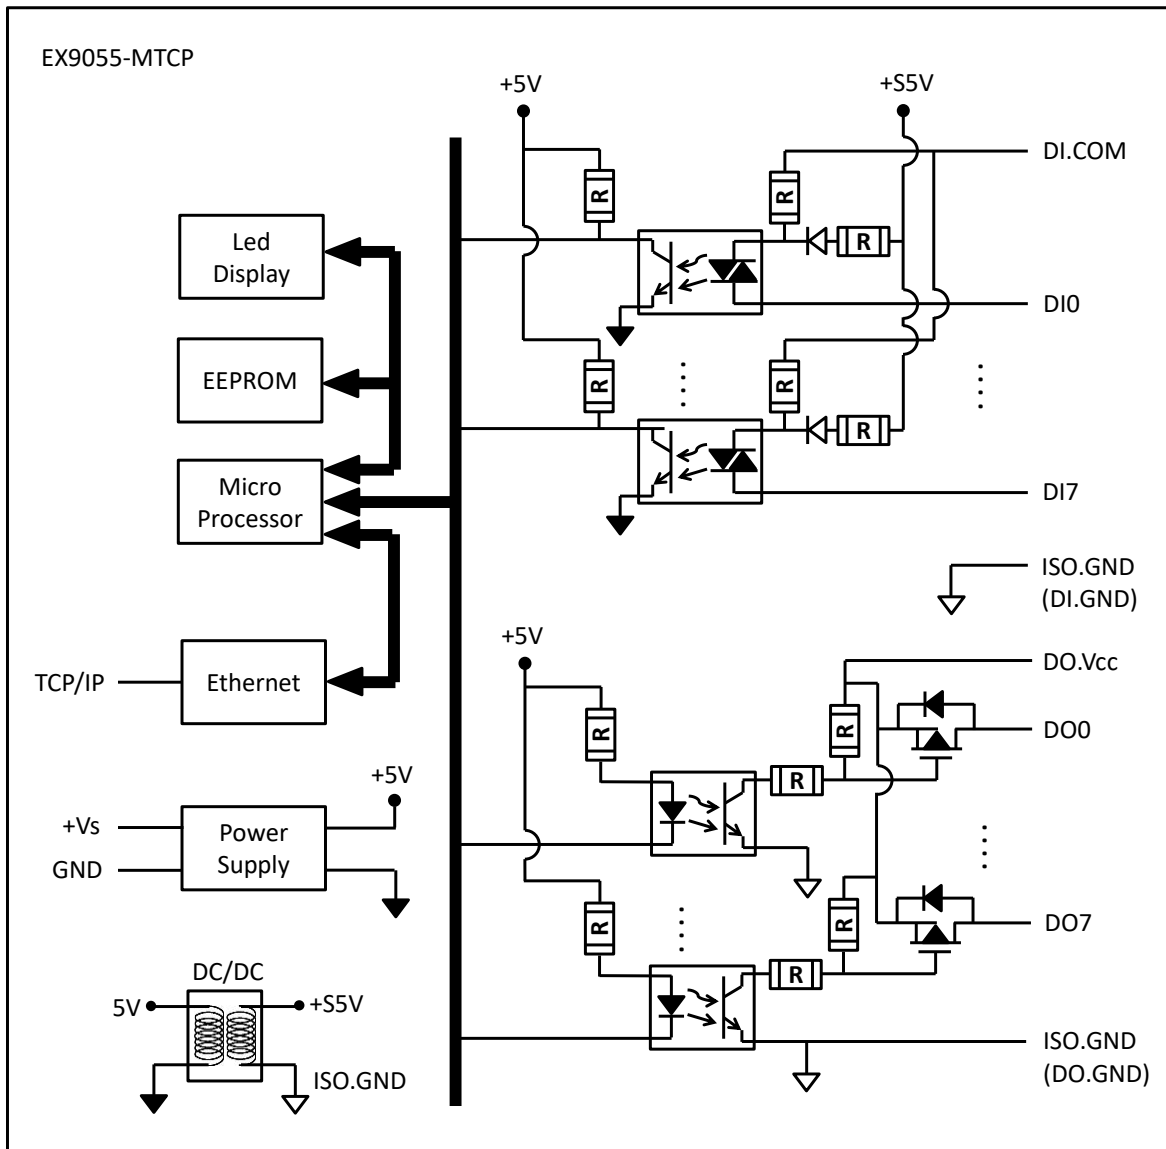 EX9055-MTCP
+5V
+S5V
DI.COM
R
R
R
Led
Display
DI0
EEPROM
R
R
R
Micro
Processor
DI7
ISO.GND
(DI.GND)
+5V
DO.Vcc
TCP/IP
Ethernet
R
R
DO0
R
+5V
+Vs
Power
Supply
GND
R
R
DO7
R
DC/DC
5V
+S5V
ISO.GND
ISO.GND
(DO.GND)